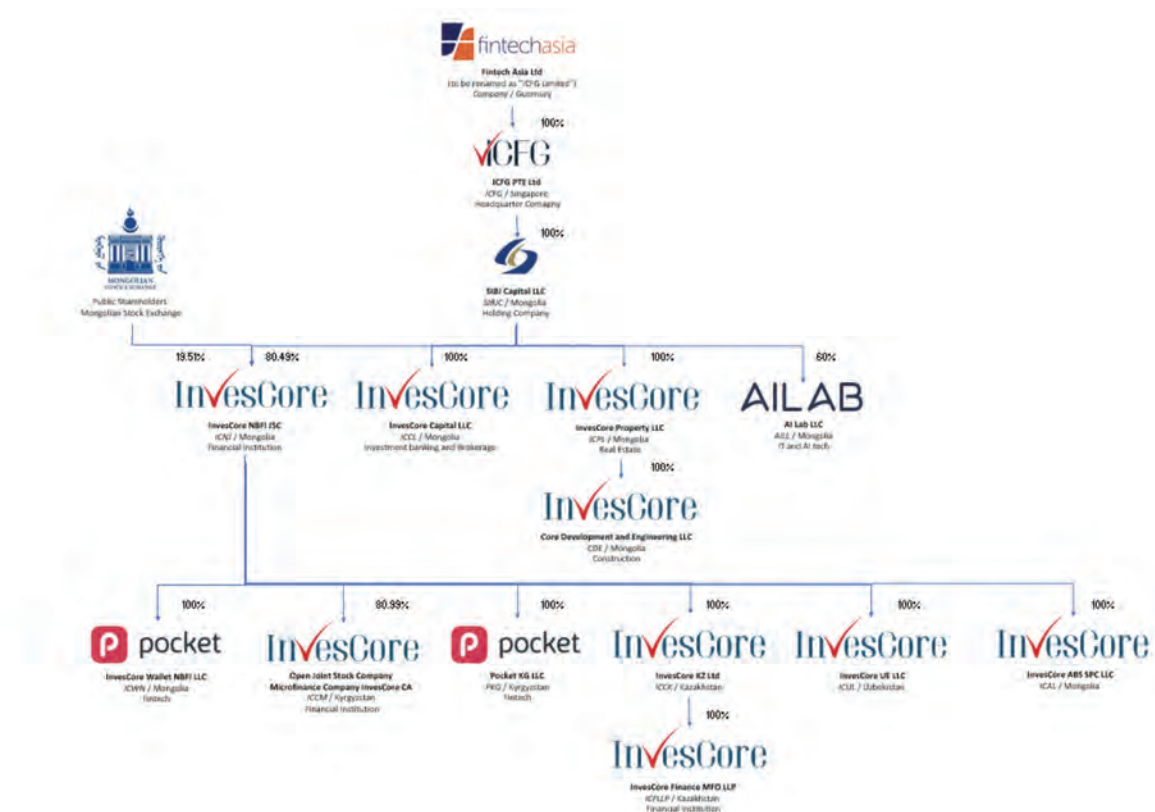 fintechasia
Fintech Asia Ltd
(to be renamed as "ICFG Limited")
Company / Guernsey
100%
ICFG
ICFG PTE Ltd
ICFG / Singapore
Headquarter Company
100%
SIBJ Capital LLC
SIBJC / Mongolia
Holding Company
MONGOLIAN
STOCK EXCHANGE
Public Shareholders
Mongolian Stock Exchange
19.51%
80.49%
100%
100%
60%
InvesCore
InvesCore NBFI JSC
ICNJ / Mongolia
Financial Institution
InvesCore
InvesCore Capital LLC
ICCL / Mongolia
Investment banking and Brokerage
InvesCore
InvesCore Property LLC
ICPL / Mongolia
Real Estate
AILAB
AI Lab LLC
AILL / Mongolia
IT and AI tech
100%
InvesCore
Core Development and Engineering LLC
CDE / Mongolia
Construction
100%
80.99%
100%
100%
100%
100%
pocket
InvesCore Wallet NBFI LLC
ICWN / Mongolia
Fintech
InvesCore
Open Joint Stock Company
Microfinance Company InvesCore CA
ICCM / Kyrgyzstan
Financial Institution
pocket
Pocket KG LLC
PKG / Kyrgyzstan
Fintech
InvesCore
InvesCore KZ Ltd
ICCK / Kazakhstan
InvesCore
InvesCore UE LLC
ICUL / Uzbekistan
InvesCore
InvesCore ABS SPC LLC
ICAL / Mongolia
100%
InvesCore
InvesCore Finance MFO LLP
ICFLLP / Kazakhstan
Financial Institution